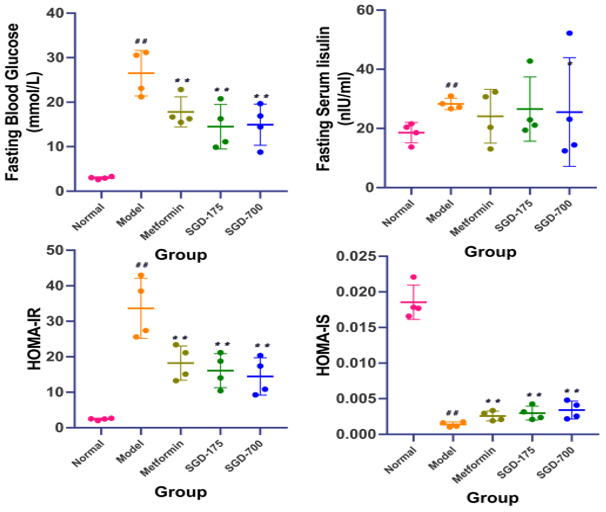 Fasting Blood Glucose
(mmol/L)
40
30
20
10
0
##
* *
* *
* *
Normal
Model
Metformin
SGD-175
SGD-700
Group
Fasting Serum Iisulin
(nIU/ml)
60
40
20
0
##
*
Normal
Model
Metformin
SGD-175
SGD-700
Group
HOMA-IR
50
40
30
20
10
0
##
* *
* *
* *
Normal
Model
Metformin
SGD-175
SGD-700
Group
HOMA-IS
0.025
0.020
0.015
0.010
0.005
0.000
##
* *
* *
* *
Normal
Model
Metformin
SGD-175
SGD-700
Group